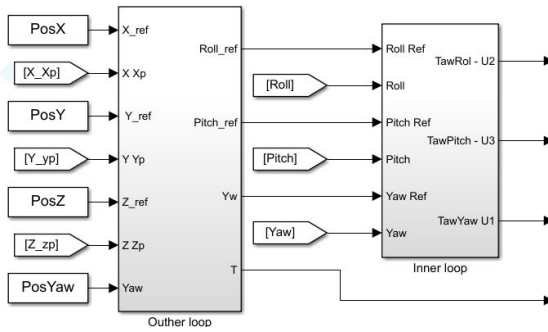 PosX
X_ref
[X_Xp]
X Xp
PosY
Y_ref
[Y_yp]
Y Yp
PosZ
Z_ref
[Z_zp]
Z Zp
PosYaw
Yaw
Roll_ref
Pitch_ref
Yw
T
Outher loop
[Roll]
[Pitch]
[Yaw]
Roll Ref
Roll
Pitch Ref
Pitch
Yaw Ref
Yaw
TawRol - U2
TawPitch - U3
TawYaw U1
Inner loop